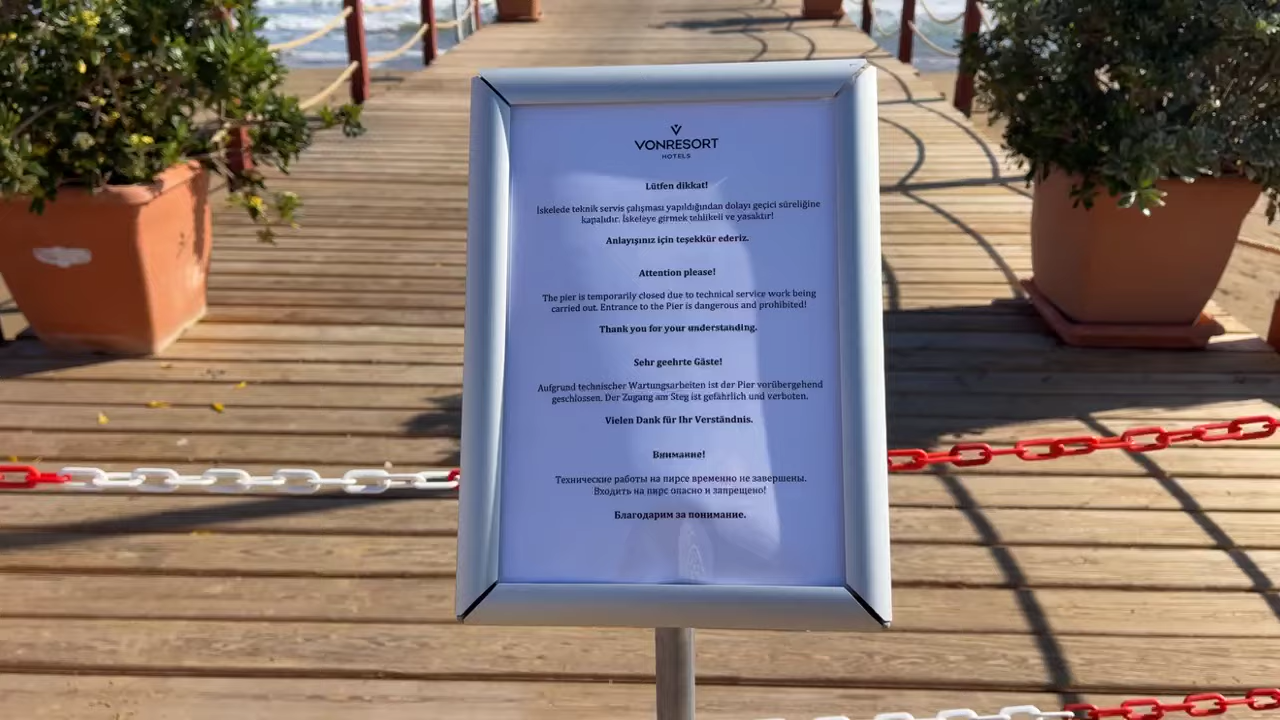 VONRESORT
HOTELS
Lütfen dikkat!
İskelede teknik servis çalışması yapıldığından dolayı geçici süreliğine
kapalıdır. İskeleye girmek tehlikeli ve yasaktır!
Anlayışınız için teşekkür ederiz.
Attention please!
The pier is temporarily closed due to technical service work being
carried out. Entrance to the Pier is dangerous and prohibited!
Thank you for your understanding.
Sehr geehrte Gäste!
Aufgrund technischer Wartungsarbeiten ist der Pier vorübergehend
geschlossen. Der Zugang am Steg ist gefährlich und verboten.
Vielen Dank für Ihr Verständnis.
Внимание!
Технические работы на пирсе временно не завершены.
Входить на пирс опасно и запрещено!
Благодарим за понимание.